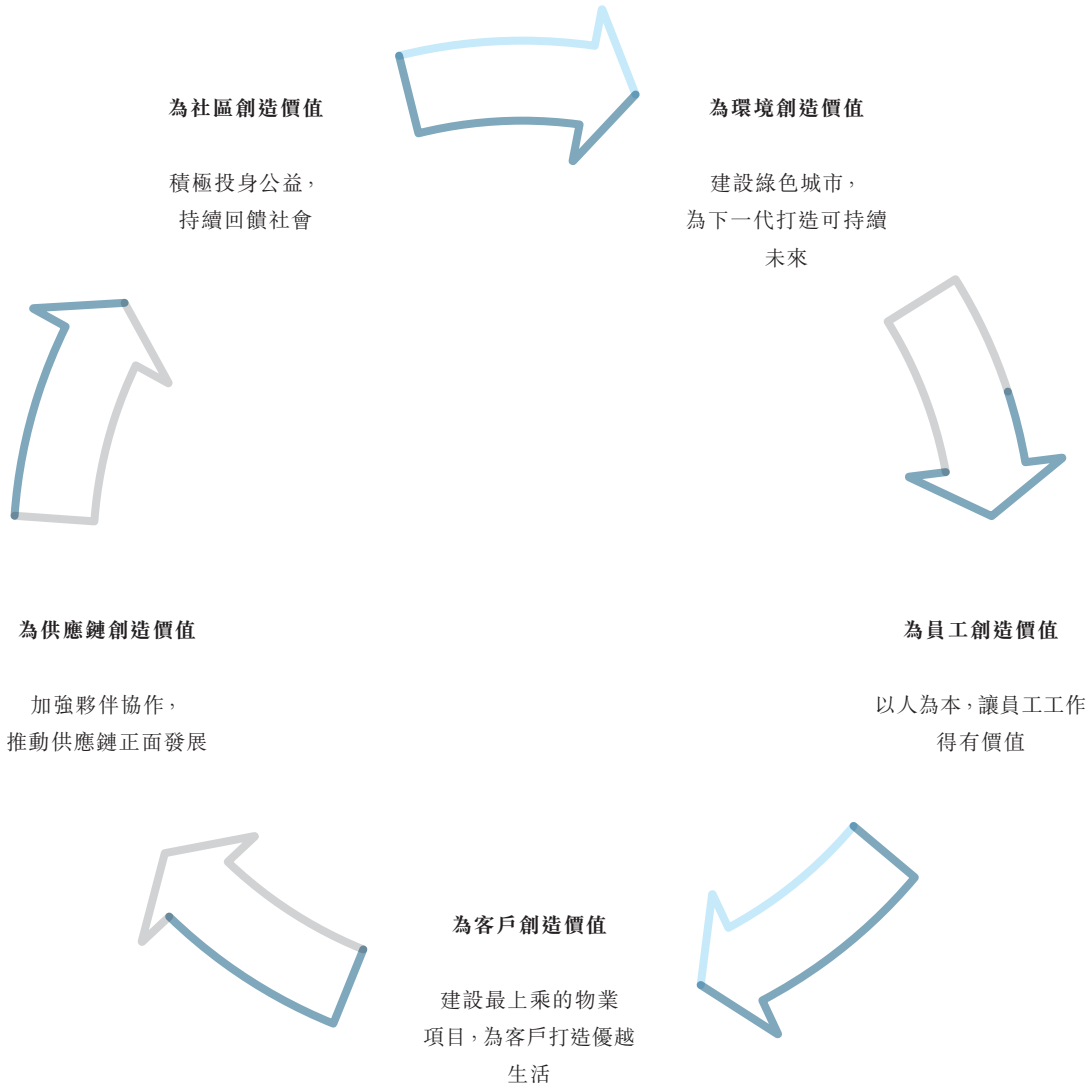 為社區創造價值
積極投身公益，
持續回饋社會
為環境創造價值
建設綠色城市，
為下一代打造可持續
未來
為員工創造價值
以人為本，讓員工工作
得有價值
為客戶創造價值
建設最上乘的物業
項目，為客戶打造優越
生活
為供應鏈創造價值
加強夥伴協作，
推動供應鏈正面發展